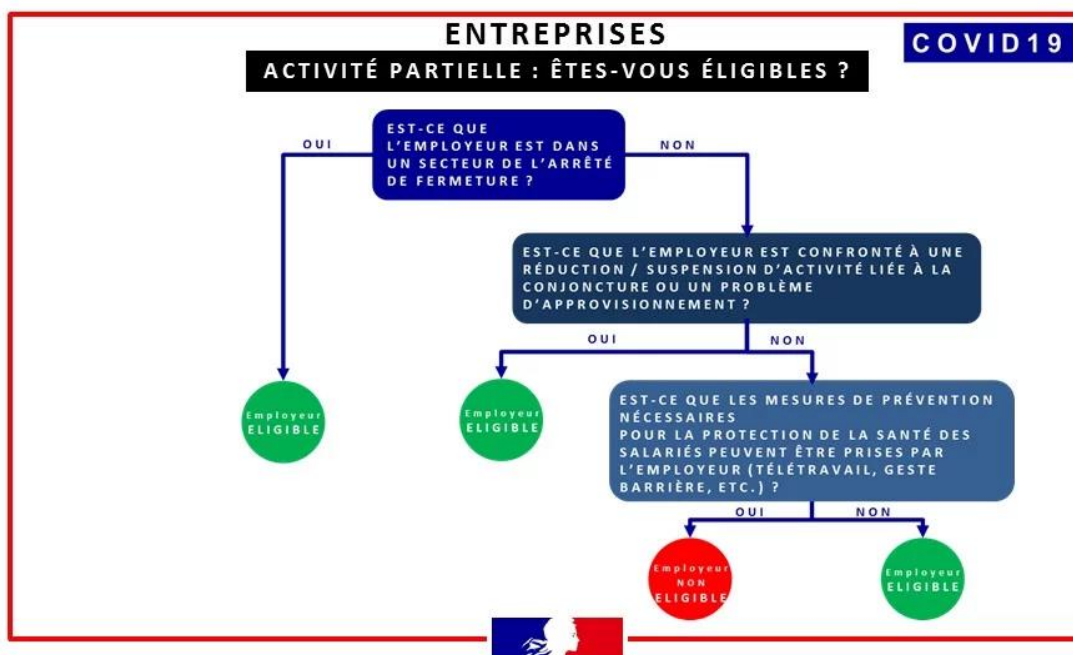 ENTREPRISES
COVID19
ACTIVITÉ PARTIELLE : ÊTES-VOUS ÉLIGIBLES ?
EST-CE QUE
L'EMPLOYEUR EST DANS
UN SECTEUR DE L'ARRÊTÉ
DE FERMETURE ?
OUI
NON
EST-CE QUE L'EMPLOYEUR EST CONFRONTÉ À UNE
RÉDUCTION / SUSPENSION D'ACTIVITÉ LIÉE À LA
CONJONCTURE OU UN PROBLÈME
D'APPROVISIONNEMENT ?
OUI
NON
Employeur
ELIGIBLE
Employeur
ELIGIBLE
EST-CE QUE LES MESURES DE PRÉVENTION
NÉCESSAIRES
POUR LA PROTECTION DE LA SANTÉ DES
SALARIÉS PEUVENT ÊTRE PRISES PAR
L'EMPLOYEUR (TÉLÉTRAVAIL, GESTE
BARRIÈRE, ETC.) ?
OUI
NON
Employeur
NON
ELIGIBLE
Employeur
ELIGIBLE